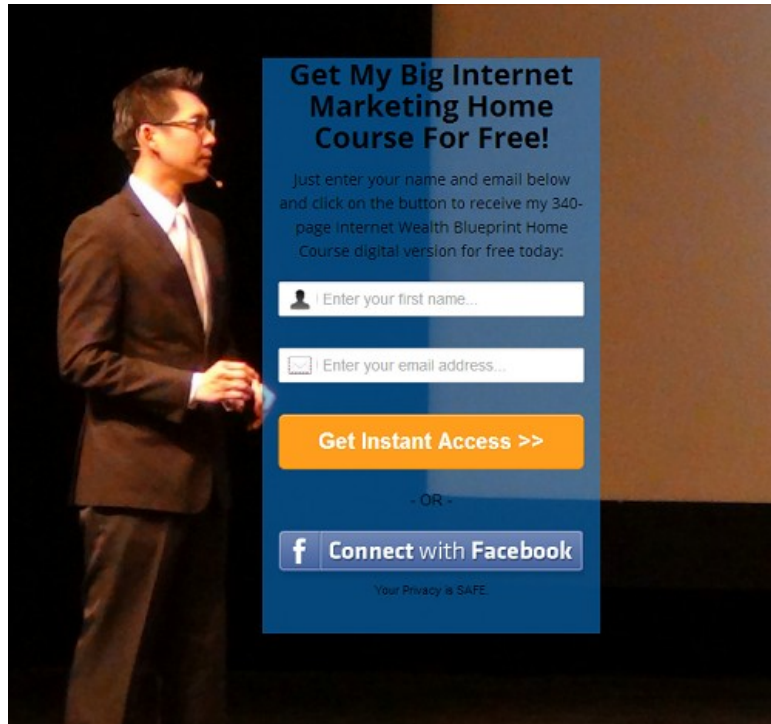 Get My Big Internet
Marketing Home
Course For Free!
Just enter your name and email below
and click on the button to receive my 340-
page Internet Wealth Blueprint Home
Course digital version for free today:
Enter your first name...
Enter your email address...
Get Instant Access >>
- OR -
f Connect with Facebook
Your Privacy is SAFE.